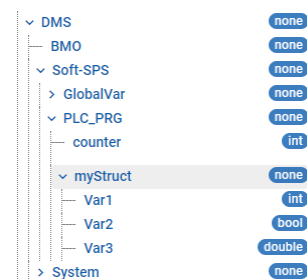 DMS none
BMO none
Soft-SPS none
GlobalVar none
PLC_PRG none
counter int
myStruct none
Var1 int
Var2 bool
Var3 double
System none